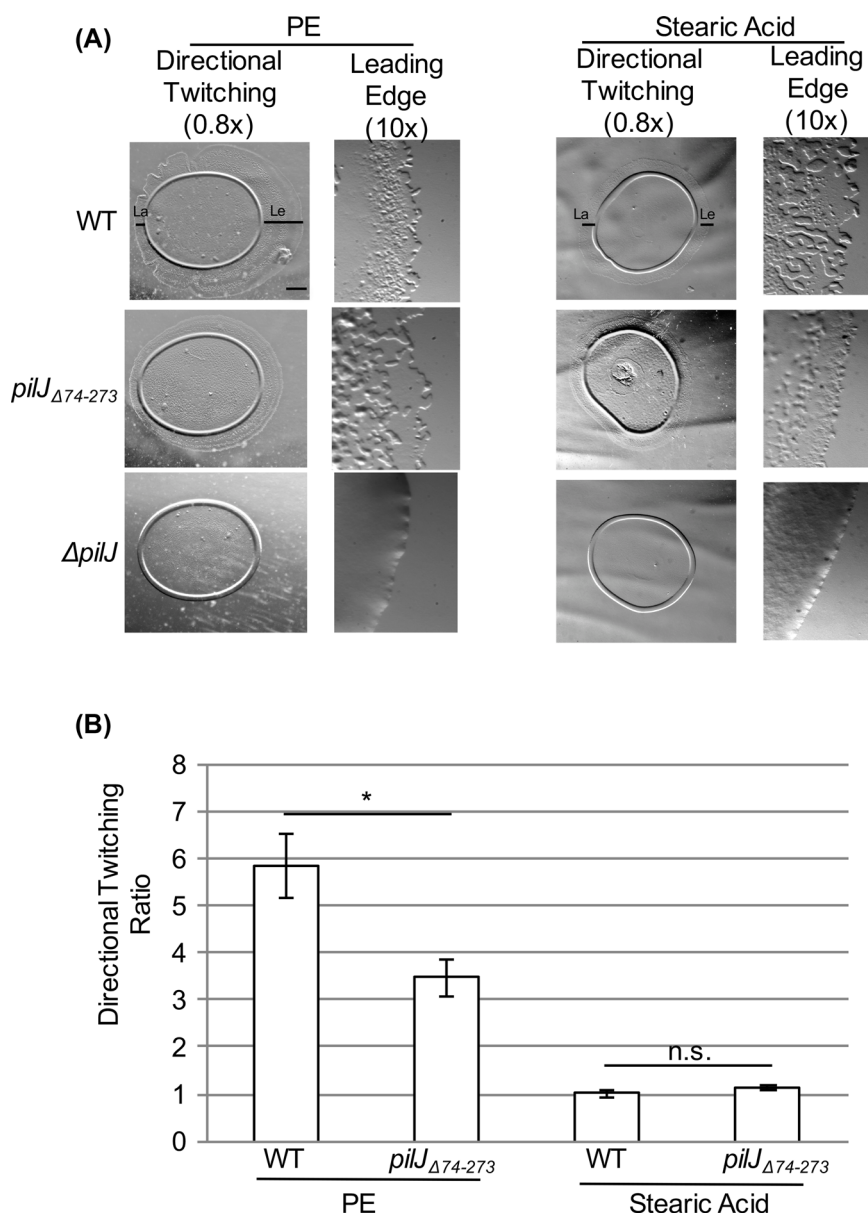 (A)
PE
Stearic Acid
Directional
Twitching
(0.8x)
Leading
Edge
(10x)
Directional
Twitching
(0.8x)
Leading
Edge
(10x)
WT
La
Le
La
Le
pilJΔ74-273
ΔpilJ
(B)
Directional Twitching
Ratio
8
7
6
5
4
3
2
1
0
*
n.s.
WT
pilJΔ74-273
WT
pilJΔ74-273
PE
Stearic Acid